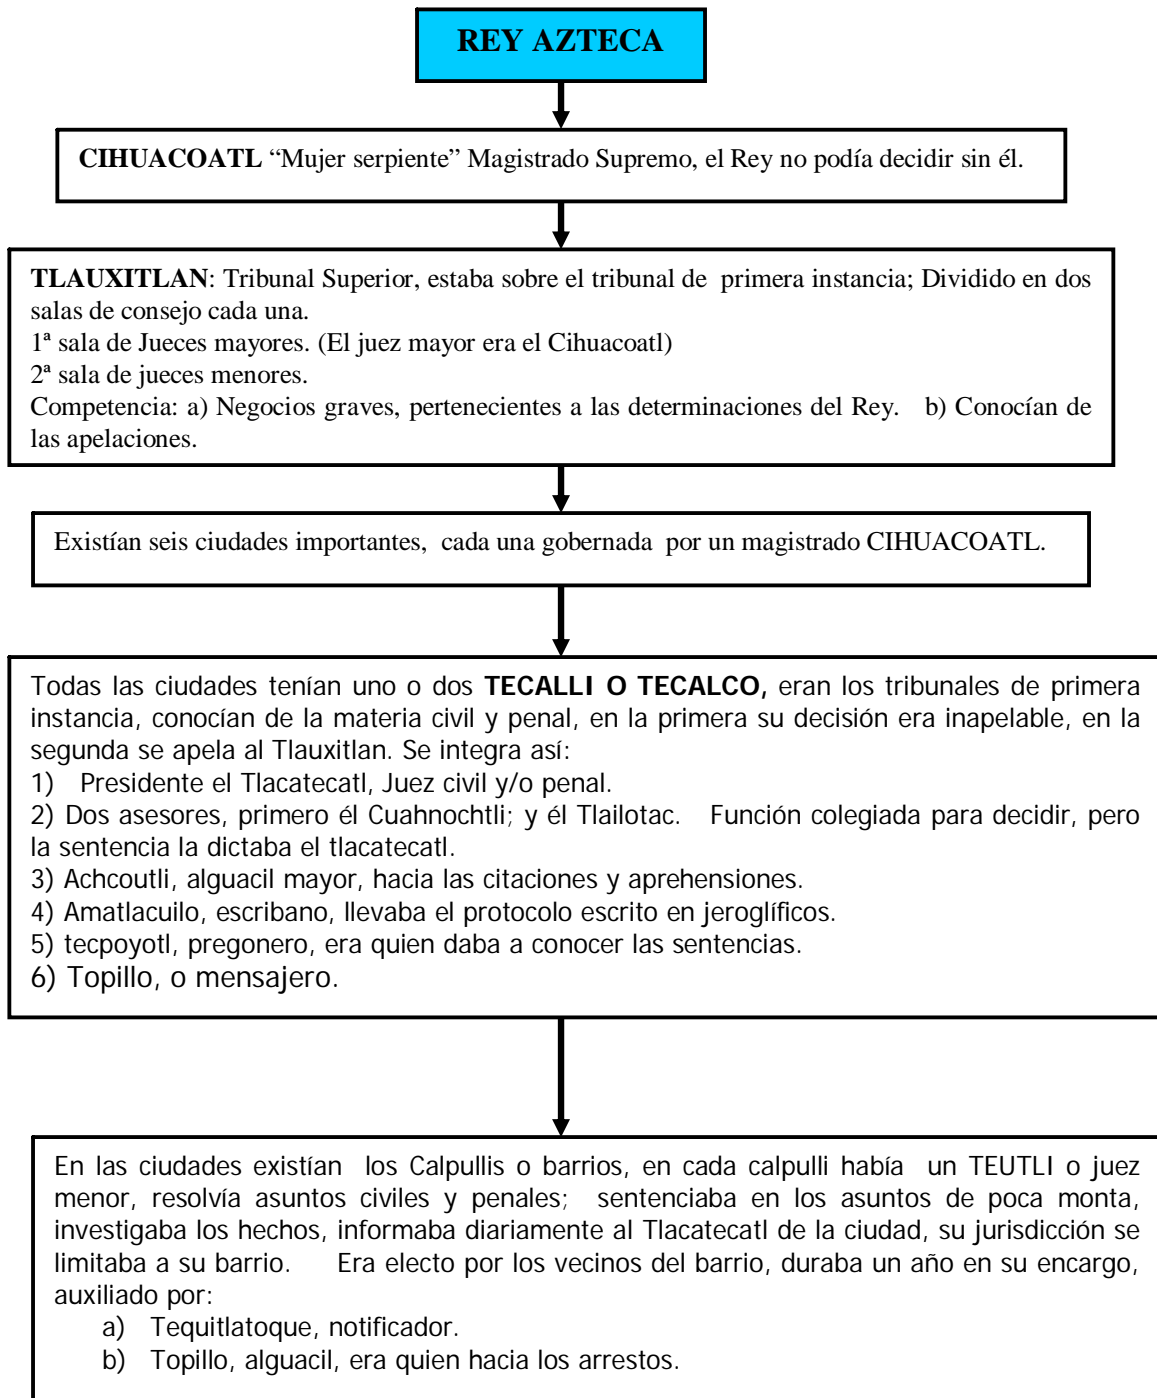 REY AZTECA
CIHUACOATL “Mujer serpiente” Magistrado Supremo, el Rey no podía decidir sin él.
TLAUXITLAN: Tribunal Superior, estaba sobre el tribunal de primera instancia; Dividido en dos
salas de consejo cada una.
1ª sala de Jueces mayores. (El juez mayor era el Cihuacoatl)
2ª sala de jueces menores.
Competencia: a) Negocios graves, pertenecientes a las determinaciones del Rey. b) Conocían de
las apelaciones.
Existían seis ciudades importantes, cada una gobernada por un magistrado CIHUACOATL.
Todas las ciudades tenían uno o dos TECALLI O TECALCO, eran los tribunales de primera
instancia, conocían de la materia civil y penal, en la primera su decisión era inapelable, en la
segunda se apela al Tlauxitlan. Se integra así:
1) Presidente el Tlacatecatl, Juez civil y/o penal.
2) Dos asesores, primero él Cuahnochtli; y él Tlailotac. Función colegiada para decidir, pero
la sentencia la dictaba el tlacatecatl.
3) Achcoutli, alguacil mayor, hacia las citaciones y aprehensiones.
4) Amatlacuilo, escribano, llevaba el protocolo escrito en jeroglíficos.
5) tecpoyotl, pregonero, era quien daba a conocer las sentencias.
6) Topillo, o mensajero.
En las ciudades existían los Calpullis o barrios, en cada calpulli había un TEUTLI o juez
menor, resolvía asuntos civiles y penales; sentenciaba en los asuntos de poca monta,
investigaba los hechos, informaba diariamente al Tlacatecatl de la ciudad, su jurisdicción se
limitaba a su barrio. Era electo por los vecinos del barrio, duraba un año en su encargo,
auxiliado por:
a) Tequitlatoque, notificador.
b) Topillo, alguacil, era quien hacia los arrestos.